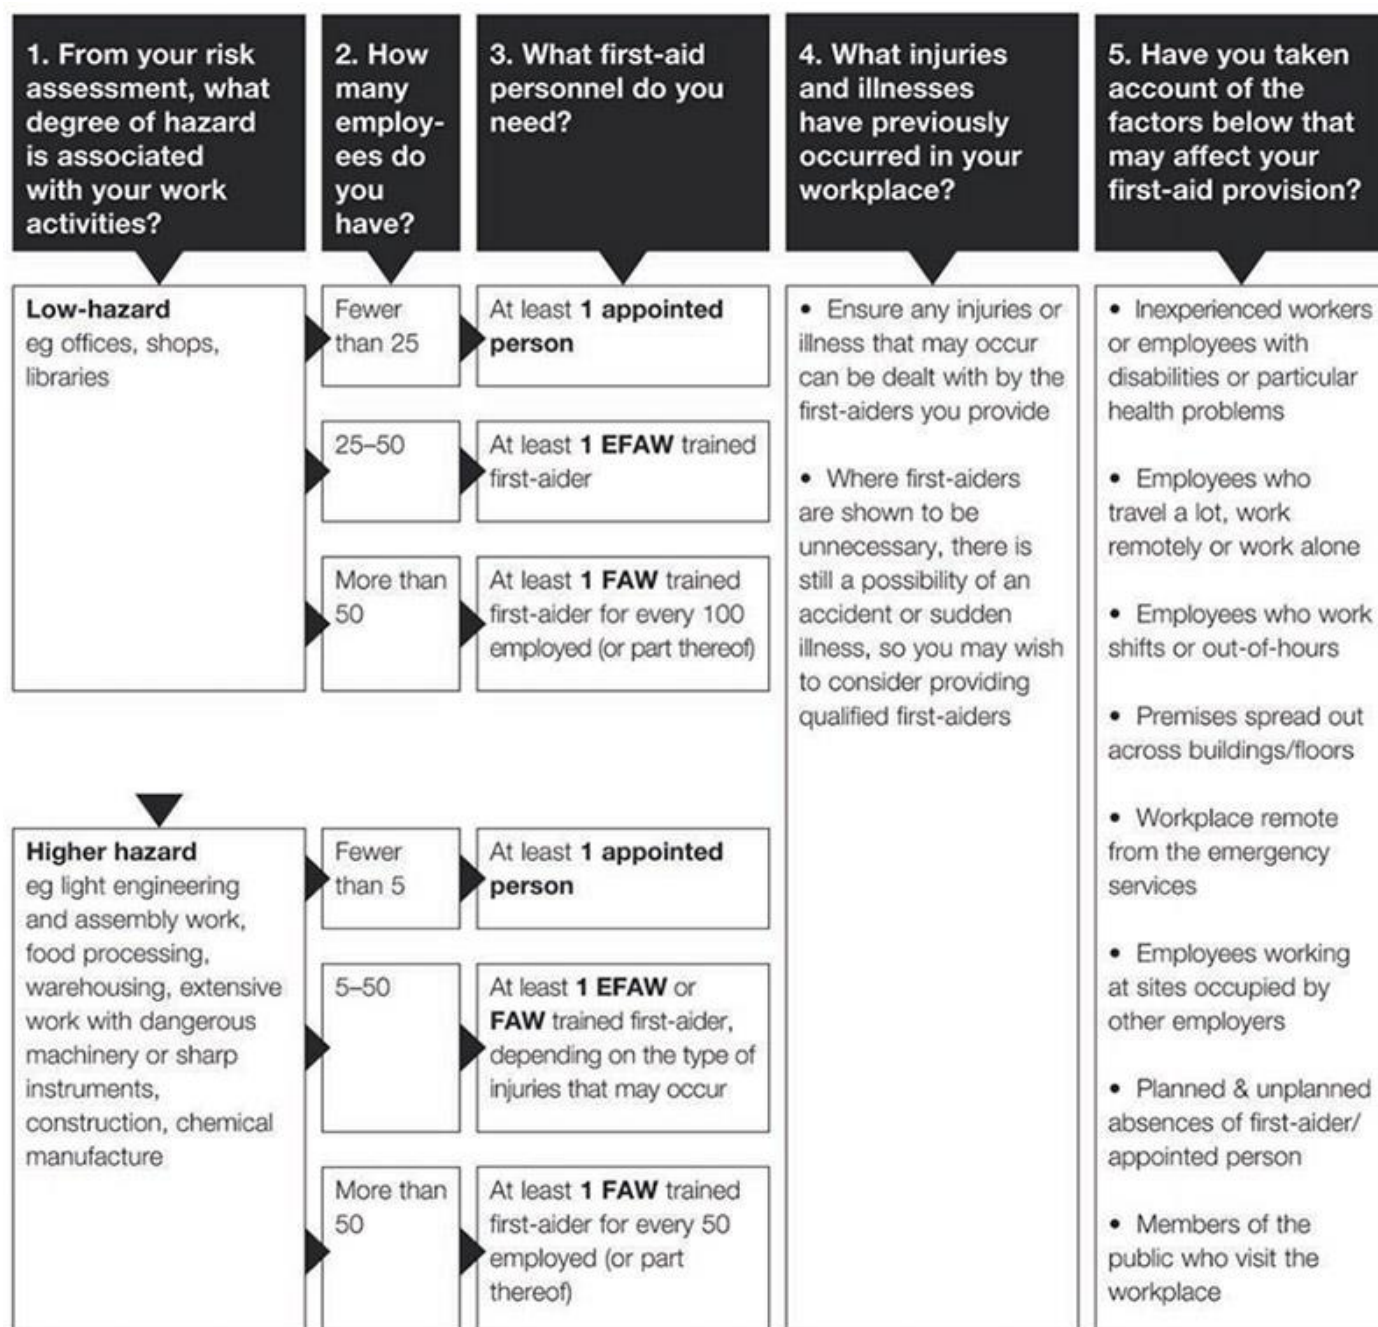 1. From your risk
assessment, what
degree of hazard
is associated
with your work
activities?
2. How
many
employ-
ees do
you
have?
3. What first-aid
personnel do you
need?
4. What injuries
and illnesses
have previously
occurred in your
workplace?
5. Have you taken
account of the
factors below that
may affect your
first-aid provision?
Low-hazard
eg offices, shops,
libraries
Fewer
than 25
At least 1 appointed
person
25–50
At least 1 EFAW trained
first-aider
More than
50
At least 1 FAW trained
first-aider for every 100
employed (or part thereof)
Higher hazard
eg light engineering
and assembly work,
food processing,
warehousing, extensive
work with dangerous
machinery or sharp
instruments,
construction, chemical
manufacture
Fewer
than 5
At least 1 appointed
person
5–50
At least 1 EFAW or
FAW trained first-aider,
depending on the type of
injuries that may occur
More than
50
At least 1 FAW trained
first-aider for every 50
employed (or part
thereof)
• Ensure any injuries or
illness that may occur
can be dealt with by the
first-aiders you provide
• Where first-aiders
are shown to be
unnecessary, there is
still a possibility of an
accident or sudden
illness, so you may wish
to consider providing
qualified first-aiders
• Inexperienced workers
or employees with
disabilities or particular
health problems
• Employees who
travel a lot, work
remotely or work alone
• Employees who work
shifts or out-of-hours
• Premises spread out
across buildings/floors
• Workplace remote
from the emergency
services
• Employees working
at sites occupied by
other employers
• Planned & unplanned
absences of first-aider/
appointed person
• Members of the
public who visit the
workplace